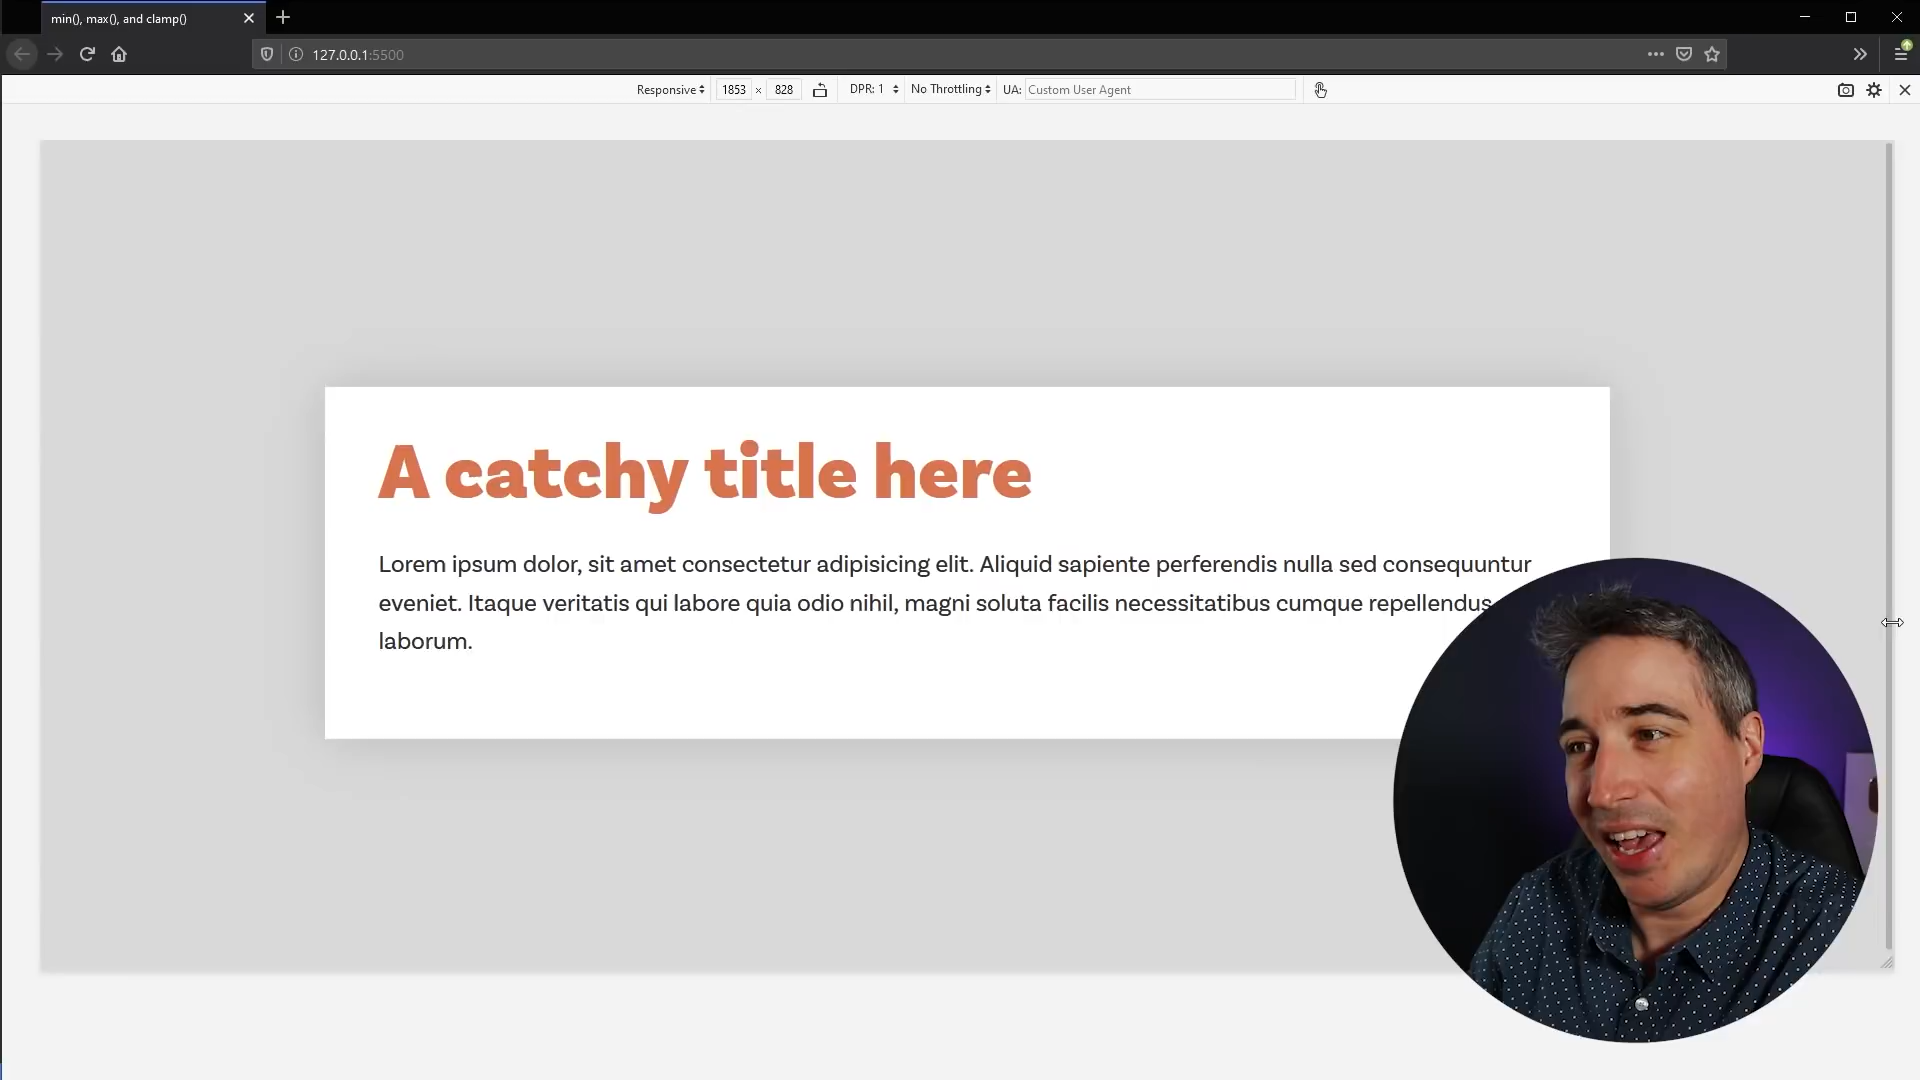 min(), max(), and clamp()
127.0.0.1:5500
Responsive 1853 × 828 DPR: 1 No Throttling UA: Custom User Agent
A catchy title here
Lorem ipsum dolor, sit amet consectetur adipisicing elit. Aliquid sapiente perferendis nulla sed consequuntur
eveniet. Itaque veritatis qui labore quia odio nihil, magni soluta facilis necessitatibus cumque repellendus
laborum.